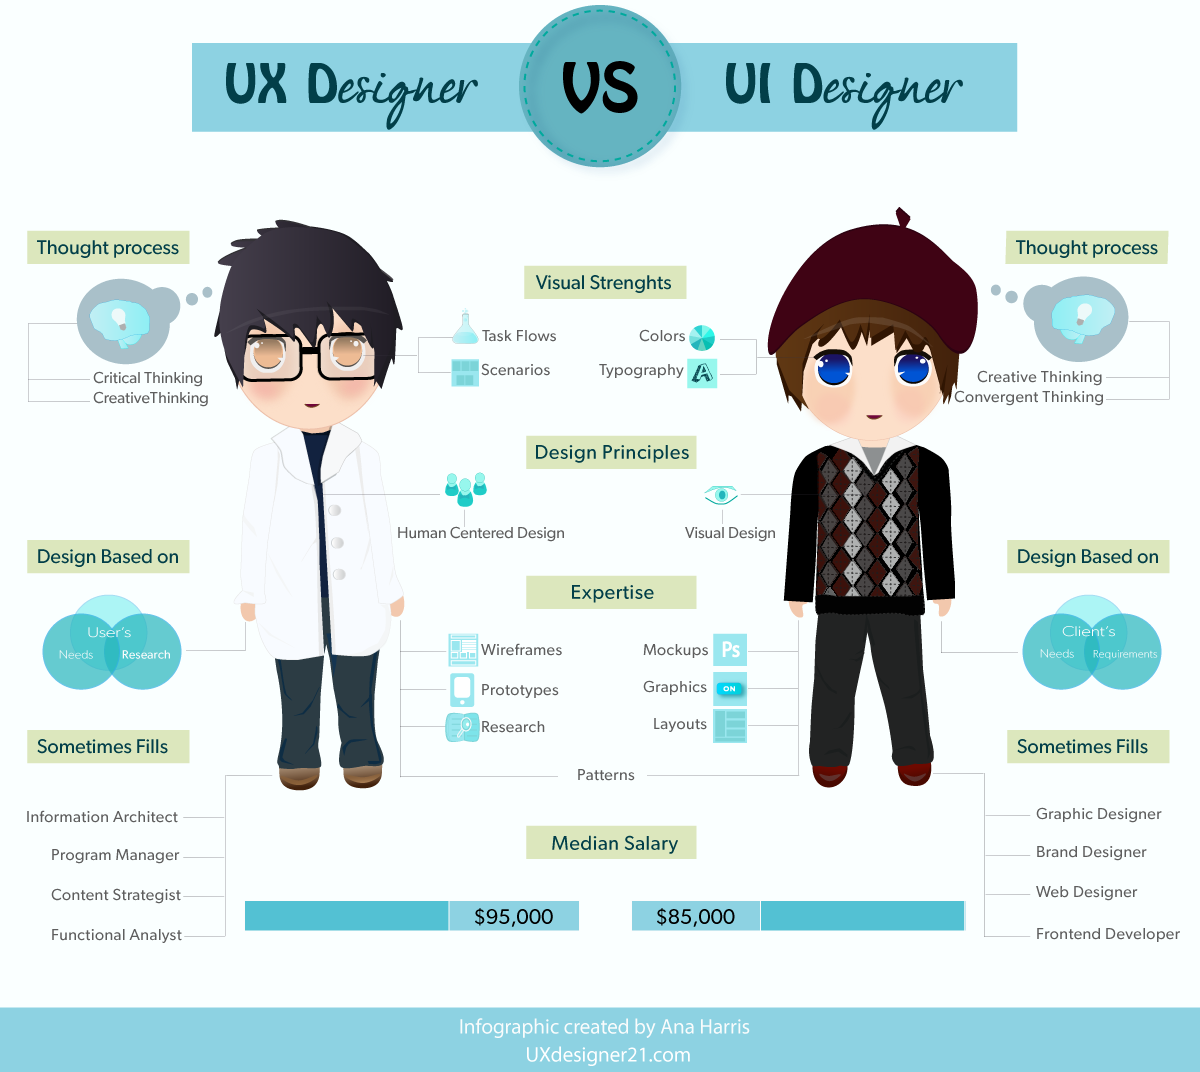 UX Designer
VS
UI Designer
Thought process
Critical Thinking
CreativeThinking
Visual Strenghts
Task Flows
Scenarios
Colors
Typography
Thought process
Creative Thinking
Convergent Thinking
Design Principles
Human Centered Design
Visual Design
Design Based on
User's
Needs
Research
Design Based on
Client's
Needs
Requirements
Expertise
Wireframes
Prototypes
Research
Mockups
Ps
Graphics
ON
Layouts
Patterns
Sometimes Fills
Information Architect
Program Manager
Content Strategist
Functional Analyst
Sometimes Fills
Graphic Designer
Brand Designer
Web Designer
Frontend Developer
Median Salary
$95,000
$85,000
Infographic created by Ana Harris
UXdesigner21.com